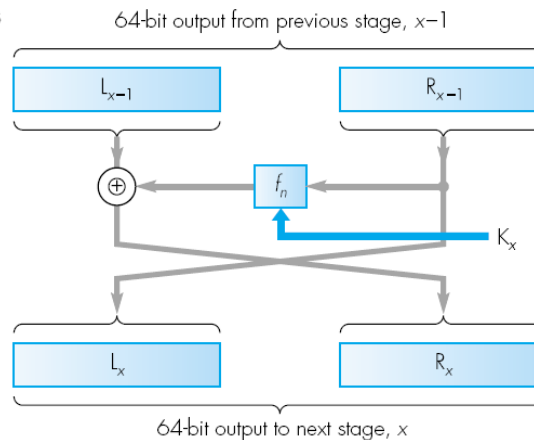 64-bit output from previous stage, x–1
Lₓ₋₁
Rₓ₋₁
⊕
fₙ
Kₓ
Lₓ
Rₓ
64-bit output to next stage, x